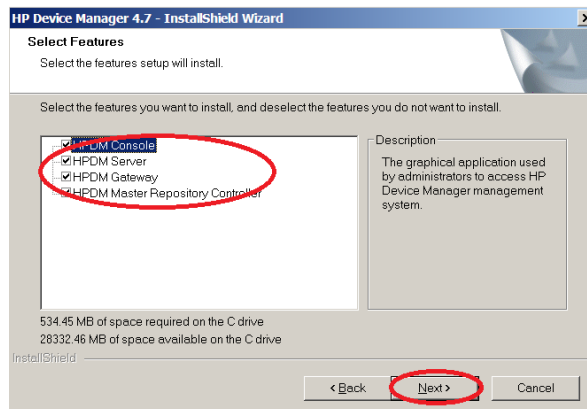 HP Device Manager 4.7 - InstallShield Wizard
Select Features
Select the features setup will install.
Select the features you want to install, and deselect the features you do not want to install.
HPDM Console
HPDM Server
HPDM Gateway
HPDM Master Repository Controller
Description
The graphical application used
by administrators to access HP
Device Manager management
system.
534.45 MB of space required on the C drive
28332.46 MB of space available on the C drive
InstallShield
< Back
Next >
Cancel